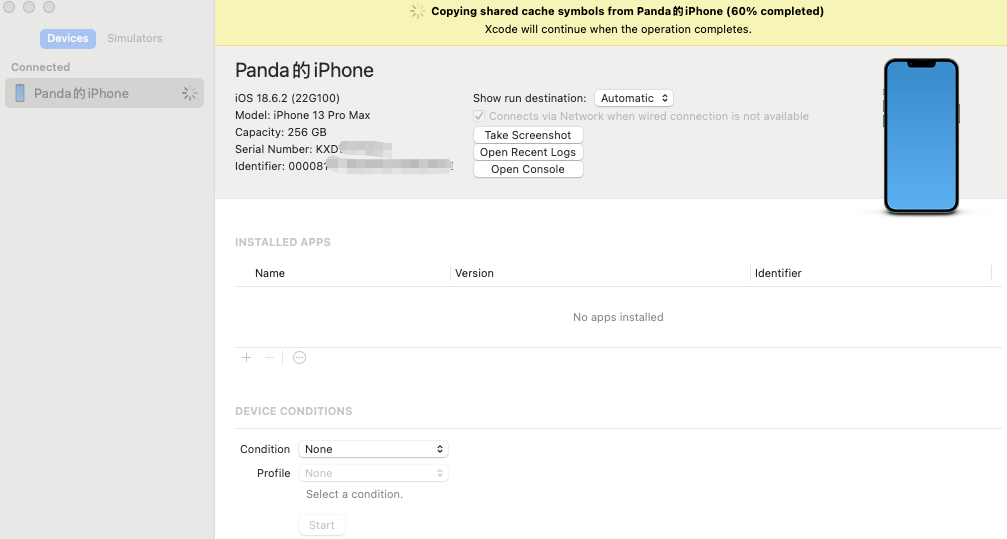 Copying shared cache symbols from Panda的iPhone (60% completed)
Xcode will continue when the operation completes.
Devices
Simulators
Connected
Panda的iPhone
Panda的iPhone
iOS 18.6.2 (22G100)
Model: iPhone 13 Pro Max
Capacity: 256 GB
Serial Number: KXD
Identifier: 000081
Show run destination: Automatic
Connects via Network when wired connection is not available
Take Screenshot
Open Recent Logs
Open Console
INSTALLED APPS
Name Version Identifier
No apps installed
DEVICE CONDITIONS
Condition None
Profile None
Select a condition.
Start